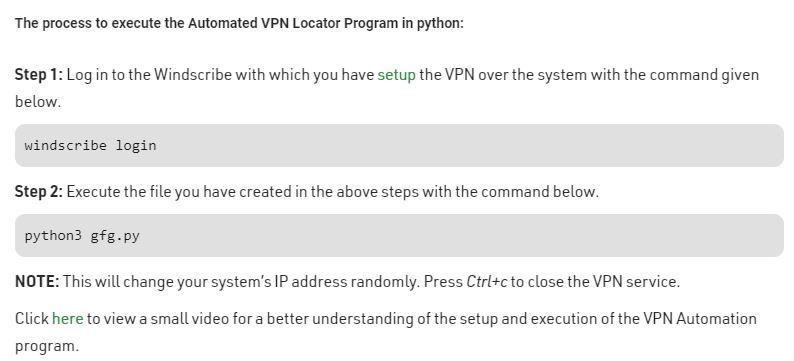 The process to execute the Automated VPN Locator Program in python:
Step 1: Log in to the Windscribe with which you have setup the VPN over the system with the command given
below.
windscribe login
Step 2: Execute the file you have created in the above steps with the command below.
python3 gfg.py
NOTE: This will change your system's IP address randomly. Press Ctrl+c to close the VPN service.
Click here to view a small video for a better understanding of the setup and execution of the VPN Automation
program.